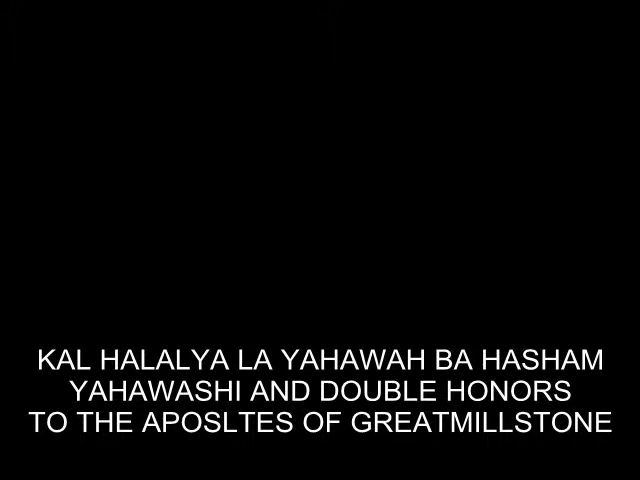 KAL HALALYA LA YAHAWAH BA HASHAM
YAHAWASHI AND DOUBLE HONORS
TO THE APOSLTES OF GREATMILLSTONE